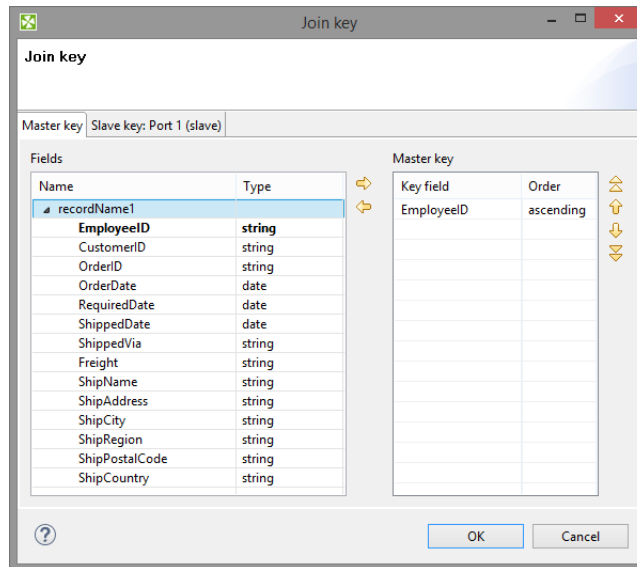 Join key
Join key
Master key Slave key: Port 1 (slave)
Fields Master key
Name Type Key field Order
recordName1 EmployeeID ascending
EmployeeID string
CustomerID string
OrderID string
OrderDate date
RequiredDate date
ShippedDate date
ShippedVia string
Freight string
ShipName string
ShipAddress string
ShipCity string
ShipRegion string
ShipPostalCode string
ShipCountry string
? OK Cancel